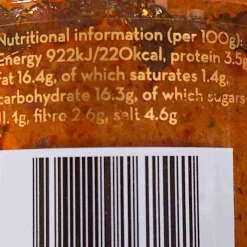 Nutritional information (per 100g):
Energy 922kJ/220kcal, protein 3.5g
fat 16.4g, of which saturates 1.4g,
carbohydrate 16.3g, of which sugars
11.4g, fibre 2.6g, salt 4.6g